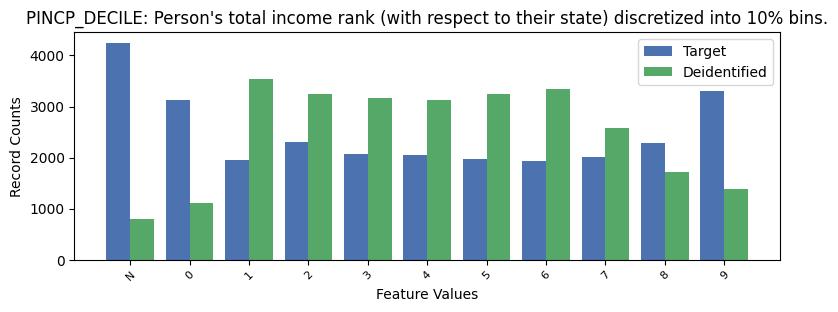 PINCP_DECILE: Person's total income rank (with respect to their state) discretized into 10% bins.
Target
Deidentified
Record Counts
4000
3000
2000
1000
0
N 0 1 2 3 4 5 6 7 8 9
Feature Values